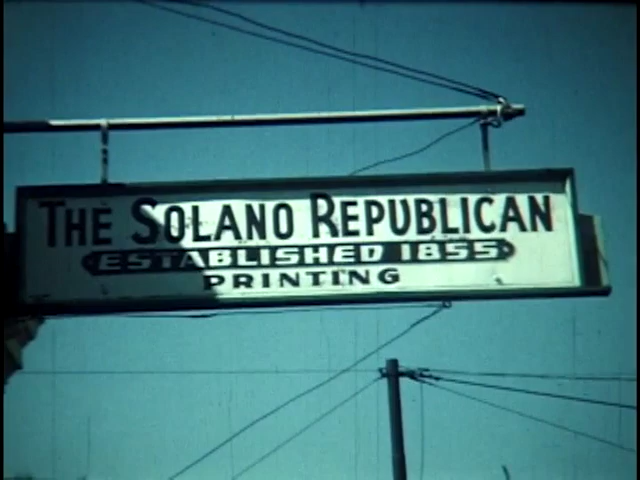 THE SOLANO REPUBLICAN
ESTABLISHED 1855
PRINTING